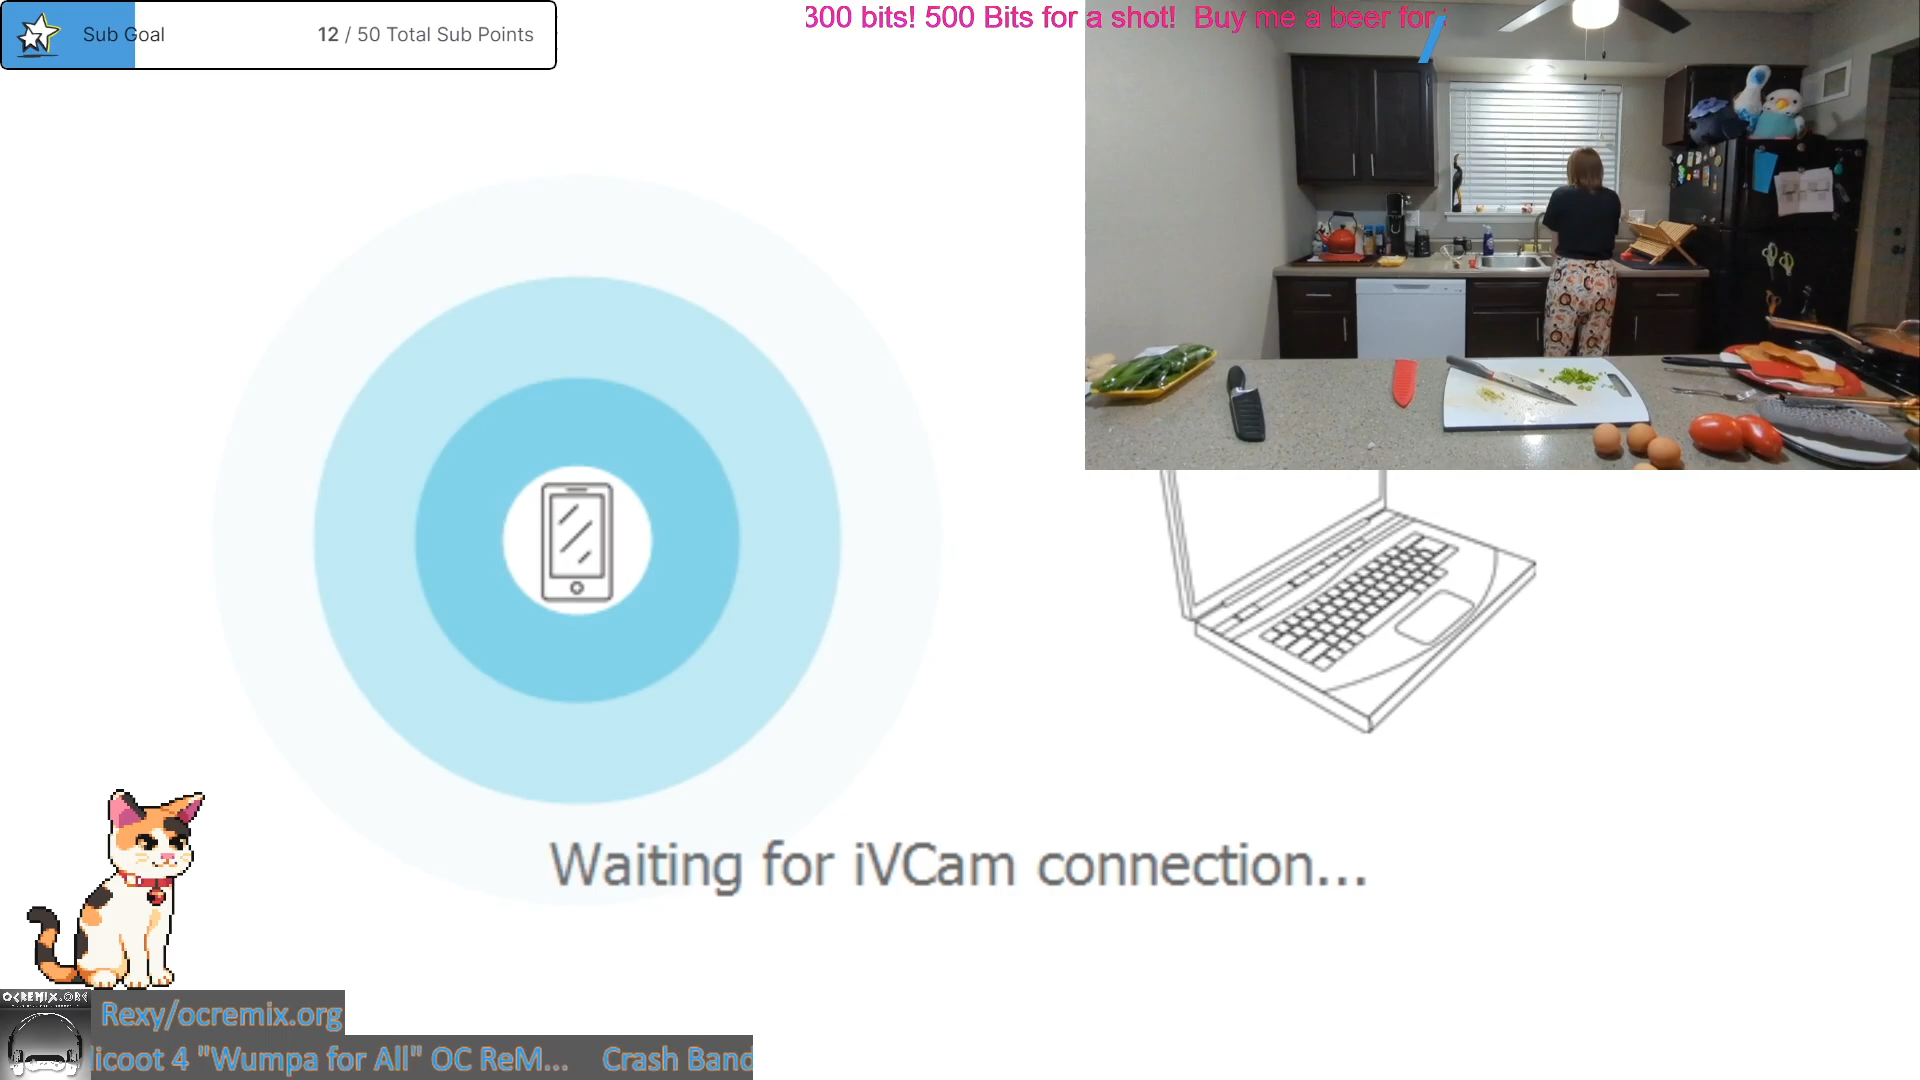 300 bits! 500 Bits for a shot!  Buy me a beer for
Sub Goal
12 / 50 Total Sub Points
Waiting for iVCam connection...
OCREMIX.ORG
Rexy/ocremix.org
icoot 4 "Wumpa for All" OC ReM...    Crash Band